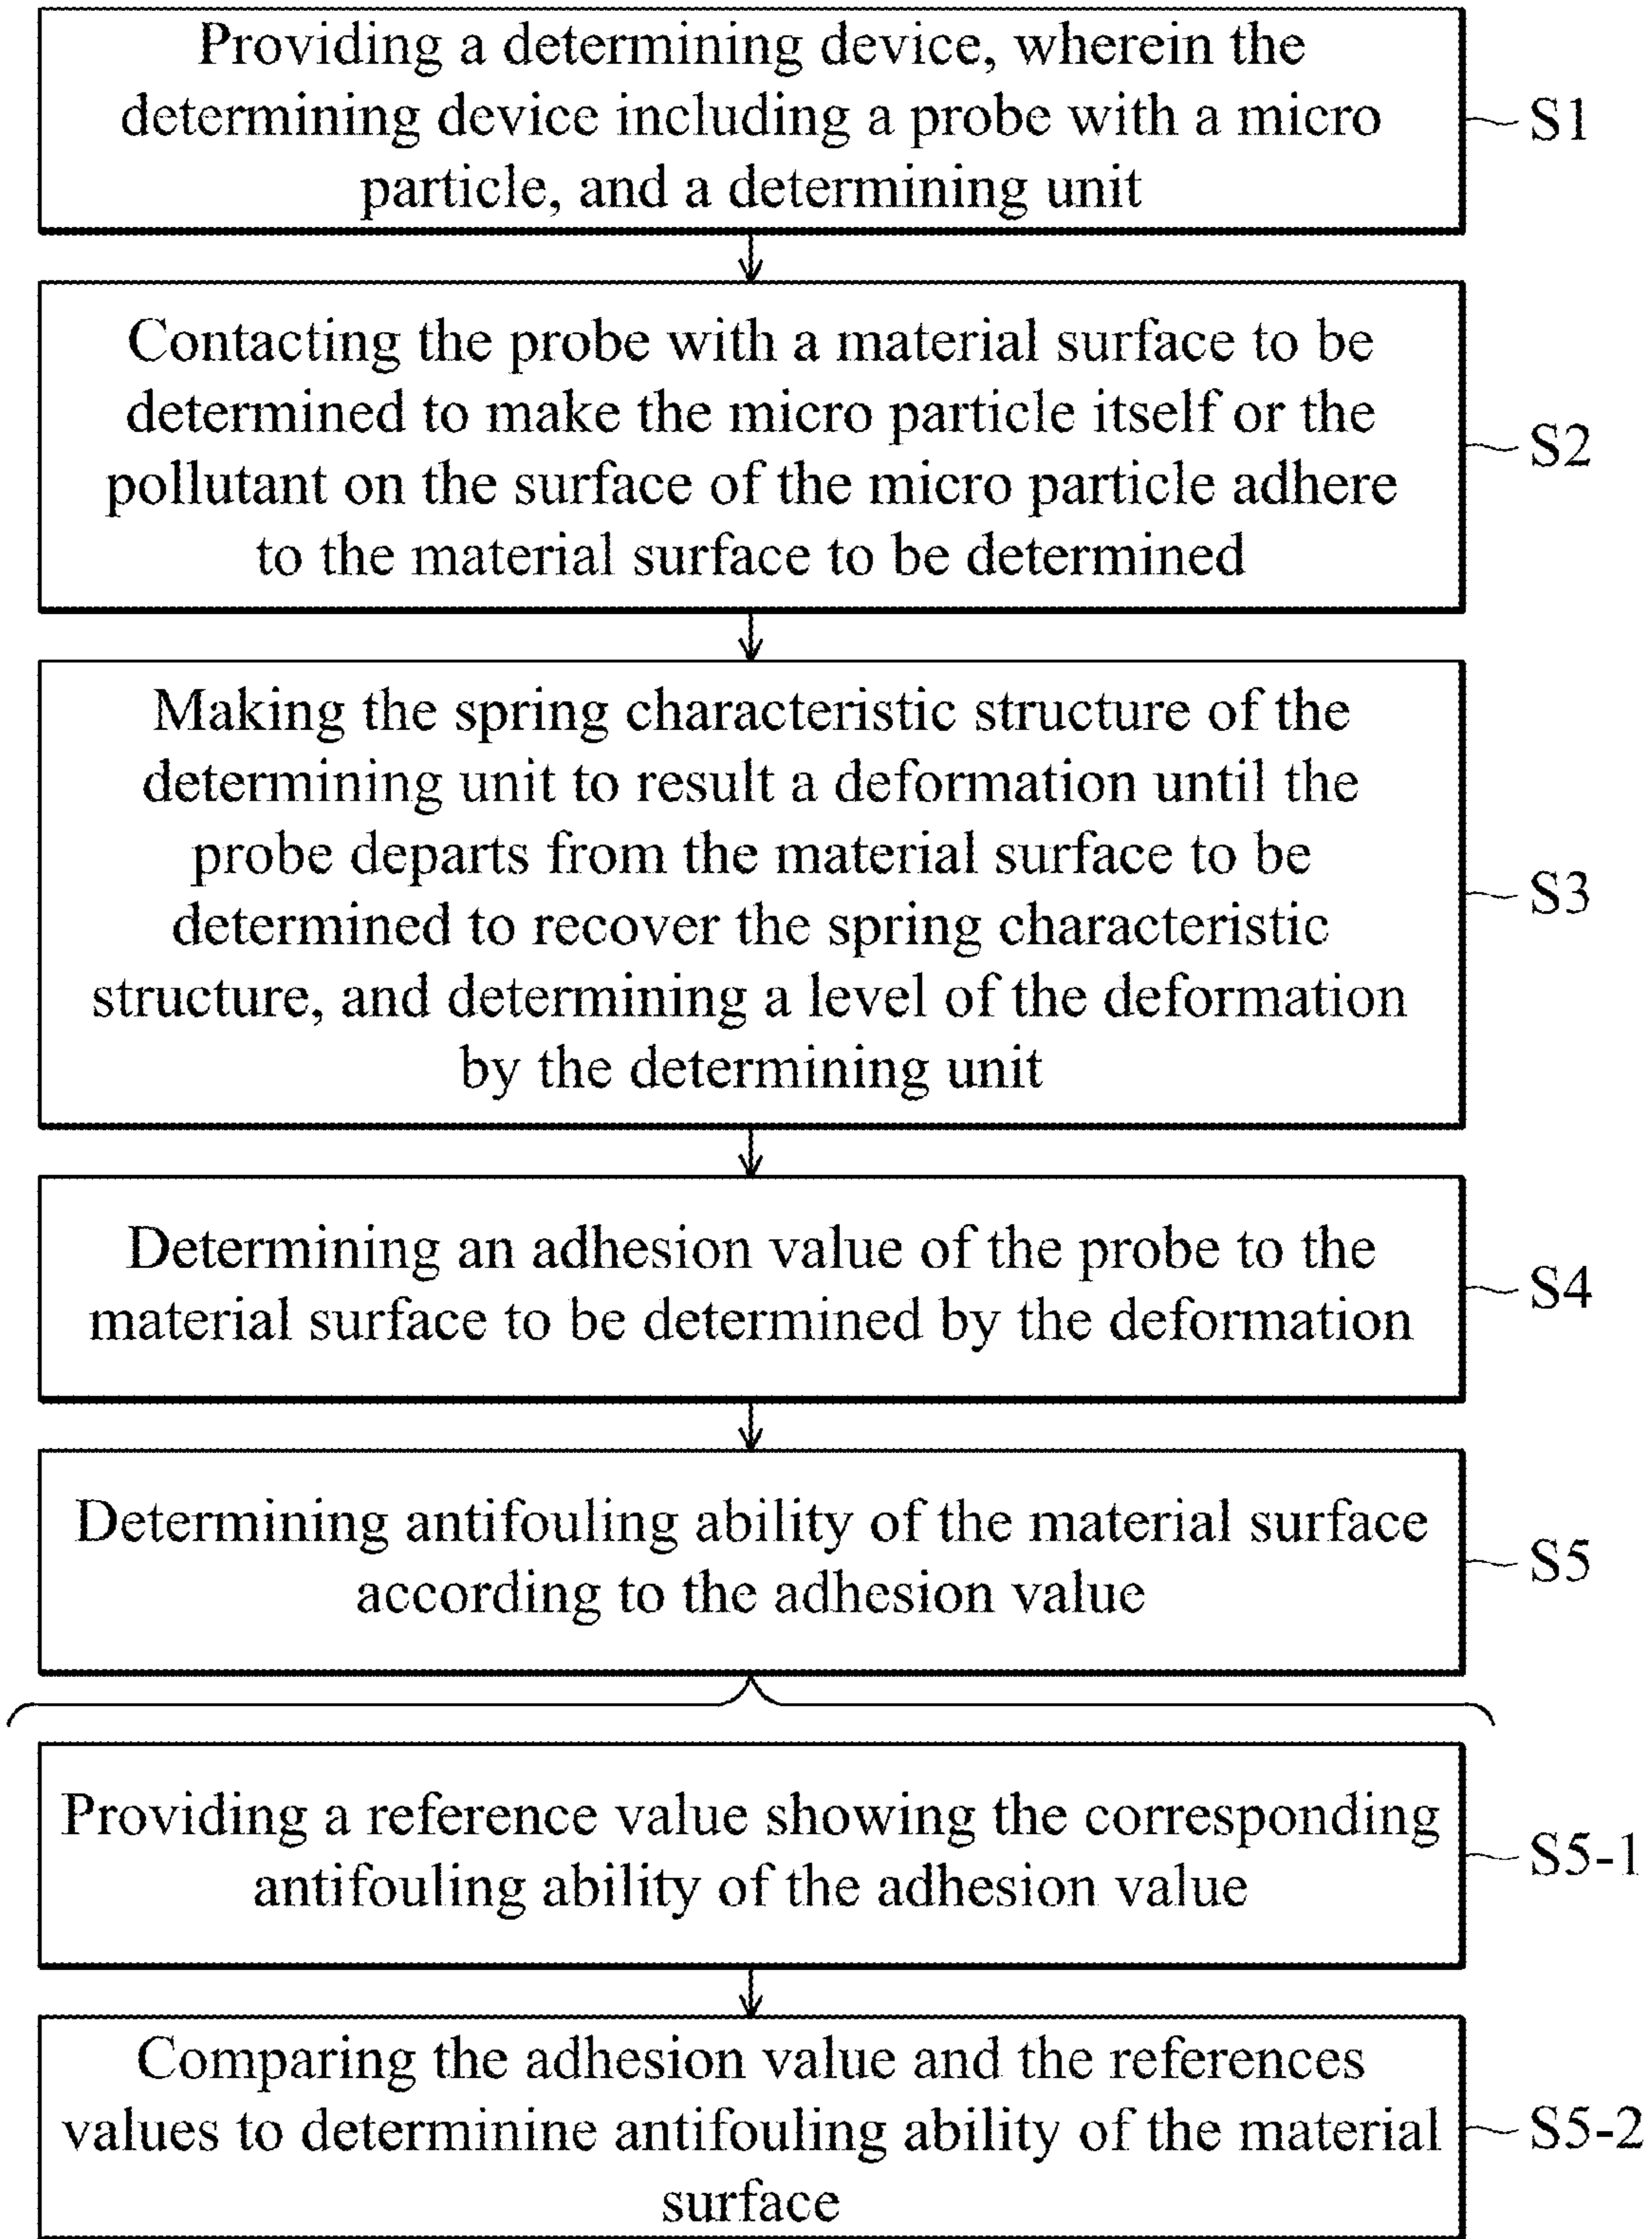 Providing a determining device, wherein the
determining device including a probe with a micro
particle, and a determining unit
S1
Contacting the probe with a material surface to be
determined to make the micro particle itself or the
pollutant on the surface of the micro particle adhere
to the material surface to be determined
S2
Making the spring characteristic structure of the
determining unit to result a deformation until the
probe departs from the material surface to be
determined to recover the spring characteristic
structure, and determining a level of the deformation
by the determining unit
S3
Determining an adhesion value of the probe to the
material surface to be determined by the deformation
S4
Determining antifouling ability of the material surface
according to the adhesion value
S5
Providing a reference value showing the corresponding
antifouling ability of the adhesion value
S5-1
Comparing the adhesion value and the references
values to determinine antifouling ability of the material
surface
S5-2